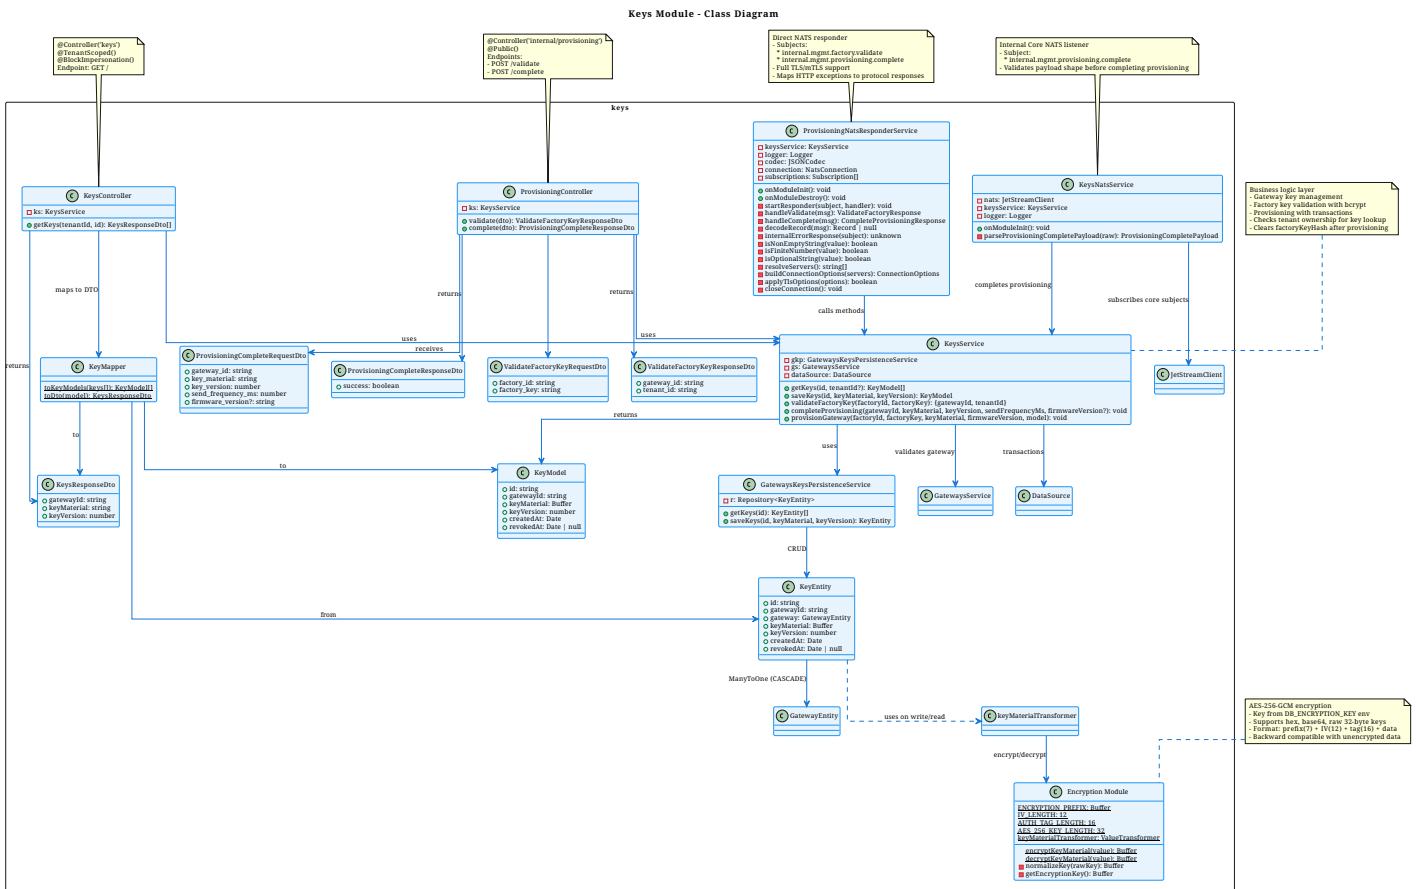 Keys Module - Class Diagram
@Controller('keys')
@TenantScoped()
@BlockImpersonation()
Endpoint: GET /
@Controller('internal/provisioning')
@Public()
Endpoints:
- POST /validate
- POST /complete
Direct NATS responder
- Subjects:
* internal.mgmt.factory.validate
* internal.mgmt.provisioning.complete
- Full TLS/mTLS support
- Maps HTTP exceptions to protocol responses
Internal Core NATS listener
- Subject:
* internal.mgmt.provisioning.complete
- Validates payload shape before completing provisioning
keys
C ProvisioningNatsResponderService
keysService: KeysService
logger: Logger
codec: JSONCodec
connection: NatsConnection
subscriptions: Subscription[]
onModuleInit(): void
onModuleDestroy(): void
startResponder(subject, handler): void
handleValidate(msg): ValidateFactoryResponse
handleComplete(msg): CompleteProvisioningResponse
decodeRecord(msg): Record | null
internalErrorResponse(subject): unknown
isNonEmptyString(value): boolean
isFiniteNumber(value): boolean
isOptionalString(value): boolean
resolveServers(): string[]
buildConnectionOptions(servers): ConnectionOptions
applyTlsOptions(options): boolean
closeConnection(): void
C KeysController
ks: KeysService
getKeys(tenantId, id): KeysResponseDto[]
C ProvisioningController
ks: KeysService
validate(dto): ValidateFactoryKeyResponseDto
complete(dto): ProvisioningCompleteResponseDto
C KeysNatsService
nats: JetStreamClient
keysService: KeysService
logger: Logger
onModuleInit(): void
parseProvisioningCompletePayload(raw): ProvisioningCompletePayload
Business logic layer
- Gateway key management
- Factory key validation with bcrypt
- Provisioning with transactions
- Checks tenant ownership for key lookup
- Clears factoryKeyHash after provisioning
maps to DTO
returns
returns
calls methods
completes provisioning
subscribes core subjects
uses
uses
receives
returns
C KeyMapper
toKeyModels(keys[]): KeyModel[]
toDto(model): KeysResponseDto
C ProvisioningCompleteRequestDto
gateway_id: string
key_material: string
key_version: number
send_frequency_ms: number
firmware_version?: string
C ProvisioningCompleteResponseDto
success: boolean
C ValidateFactoryKeyRequestDto
factory_id: string
factory_key: string
C ValidateFactoryKeyResponseDto
gateway_id: string
tenant_id: string
C KeysService
gkp: GatewaysKeysPersistenceService
gs: GatewaysService
dataSource: DataSource
getKeys(id, tenantId?): KeyModel[]
saveKeys(id, keyMaterial, keyVersion): KeyModel
validateFactoryKey(factoryId, factoryKey): {gatewayId, tenantId}
completeProvisioning(gatewayId, keyMaterial, keyVersion, sendFrequencyMs, firmwareVersion?): void
provisionGateway(factoryId, factoryKey, keyMaterial, firmwareVersion, model): void
C JetStreamClient
returns
to
to
uses
validates gateway
transactions
C KeysResponseDto
gatewayId: string
keyMaterial: string
keyVersion: number
C KeyModel
id: string
gatewayId: string
keyMaterial: Buffer
keyVersion: number
createdAt: Date
revokedAt: Date | null
C GatewaysKeysPersistenceService
r: Repository<KeyEntity>
getKeys(id): KeyEntity[]
saveKeys(id, keyMaterial, keyVersion): KeyEntity
C GatewaysService
C DataSource
CRUD
from
C KeyEntity
id: string
gatewayId: string
gateway: GatewayEntity
keyMaterial: Buffer
keyVersion: number
createdAt: Date
revokedAt: Date | null
ManyToOne (CASCADE)
uses on write/read
C GatewayEntity
C keyMaterialTransformer
AES-256-GCM encryption
- Key from DB_ENCRYPTION_KEY env
- Supports hex, base64, raw 32-byte keys
- Format: prefix(7) + IV(12) + tag(16) + data
- Backward compatible with unencrypted data
encrypt/decrypt
C Encryption Module
ENCRYPTION_PREFIX: Buffer
IV_LENGTH: 12
AUTH_TAG_LENGTH: 16
AES_256_KEY_LENGTH: 32
keyMaterialTransformer: ValueTransformer
encryptKeyMaterial(value): Buffer
decryptKeyMaterial(value): Buffer
normalizeKey(rawKey): Buffer
getEncryptionKey(): Buffer